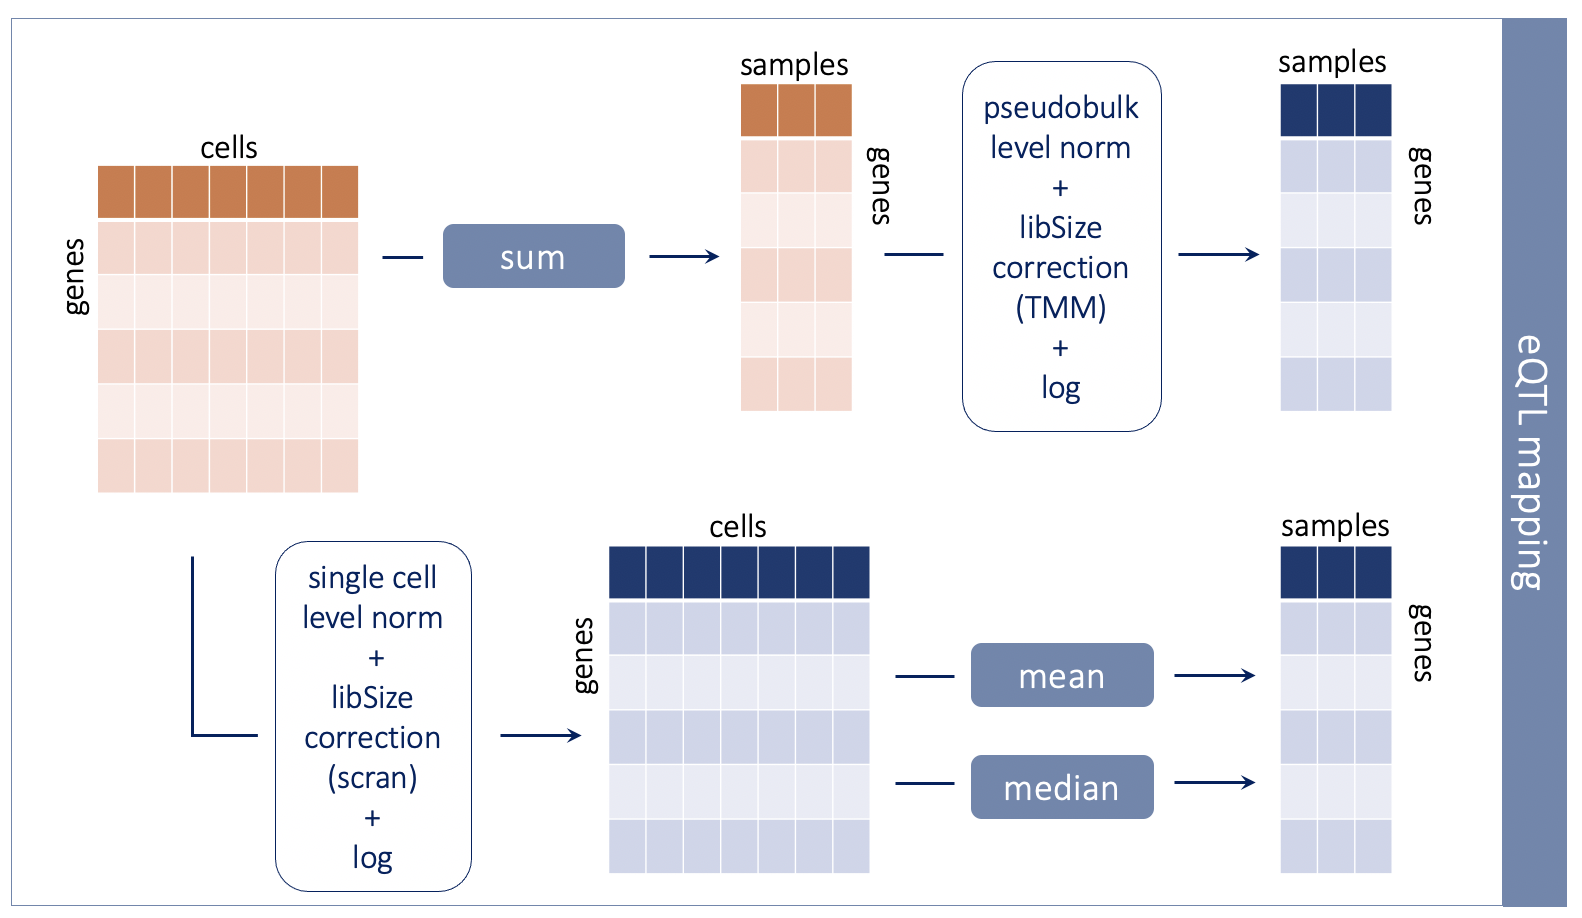 cells
genes
sum
samples
genes
pseudobulk
level norm
+
libSize
correction
(TMM)
+
log
samples
genes
single cell
level norm
+
libSize
correction
(scran)
+
log
cells
genes
mean
median
samples
genes
eQTL mapping